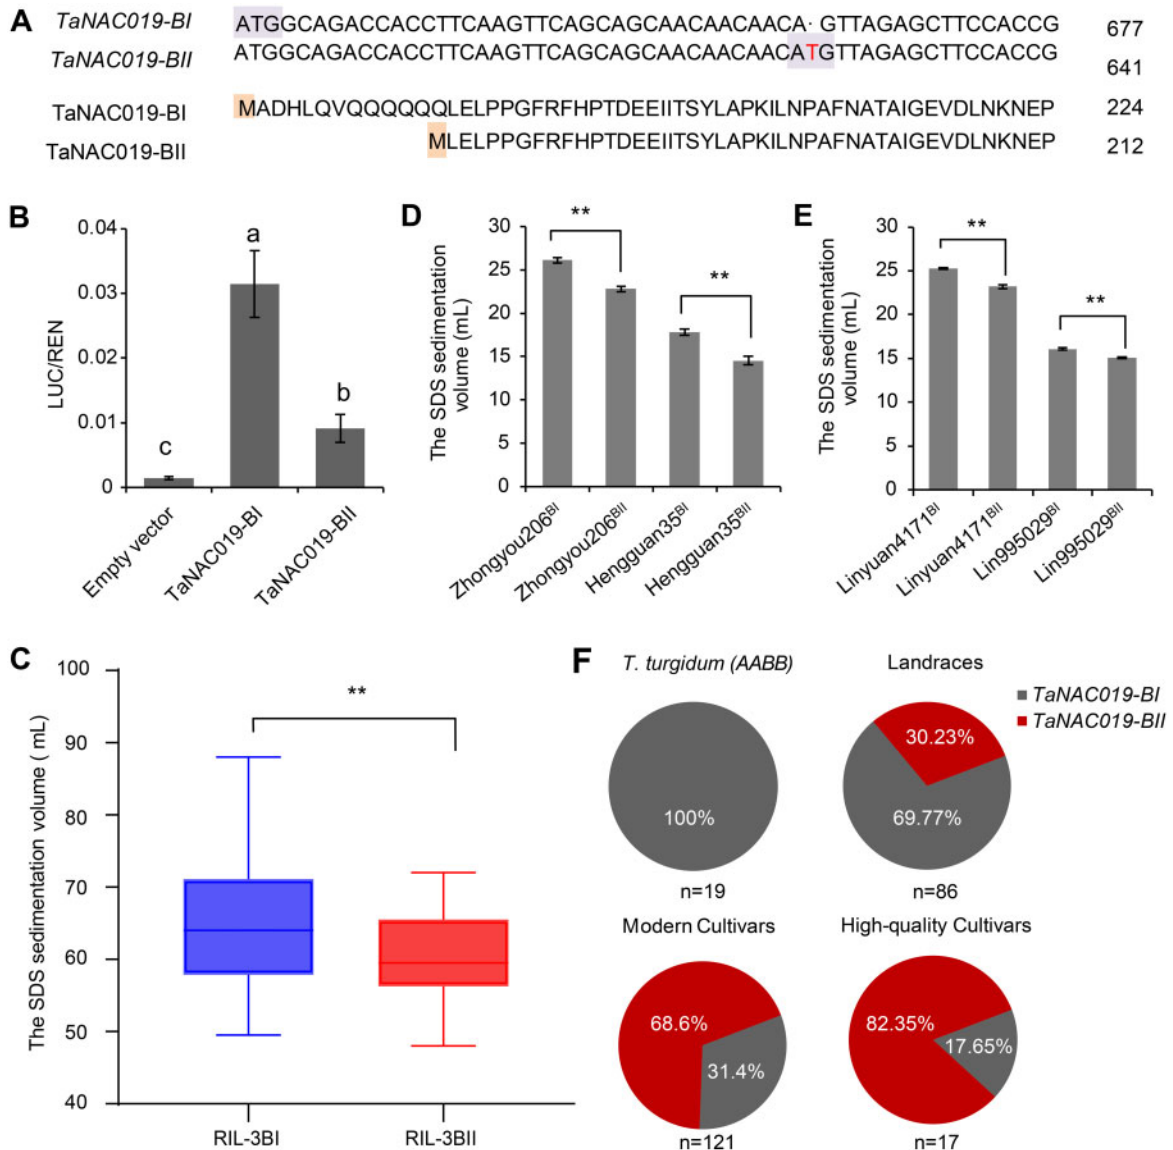 A
TaNAC019-BI ATGGCAGACCACCTTCAAGTTCAGCAGCAACAACAACA·GTTAGAGCTTCCACCG 677
TaNAC019-BII ATGGCAGACCACCTTCAAGTTCAGCAGCAACAACAACATGTTAGAGCTTCCACCG 641
TaNAC019-BI MADHLQVQQQQQQLELPPGFRFHPTDEEIITSYLAPKILNPAFNATAIGEVDLNKNEP 224
TaNAC019-BII MLELPPGFRFHPTDEEIITSYLAPKILNPAFNATAIGEVDLNKNEP 212
B
LUC/REN
0.04
0.03
0.02
0.01
0
c
a
b
Empty vector
TaNAC019-BI
TaNAC019-BII
D
The SDS sedimentation
volume (mL)
30
25
20
15
10
5
0
**
**
Zhongyou206BI
Zhongyou206BII
Hengguan35BI
Hengguan35BII
E
The SDS sedimentation
volume (mL)
30
25
20
15
10
5
0
**
**
Linyuan4171BI
Linyuan4171BII
Lin995029BI
Lin995029BII
C
The SDS sedimentation volume ( mL)
100
90
80
70
60
50
40
**
RIL-3BI
RIL-3BII
F
T. turgidum (AABB)
100%
n=19
Landraces
30.23%
69.77%
n=86
TaNAC019-BI
TaNAC019-BII
Modern Cultivars
68.6%
31.4%
n=121
High-quality Cultivars
82.35%
17.65%
n=17